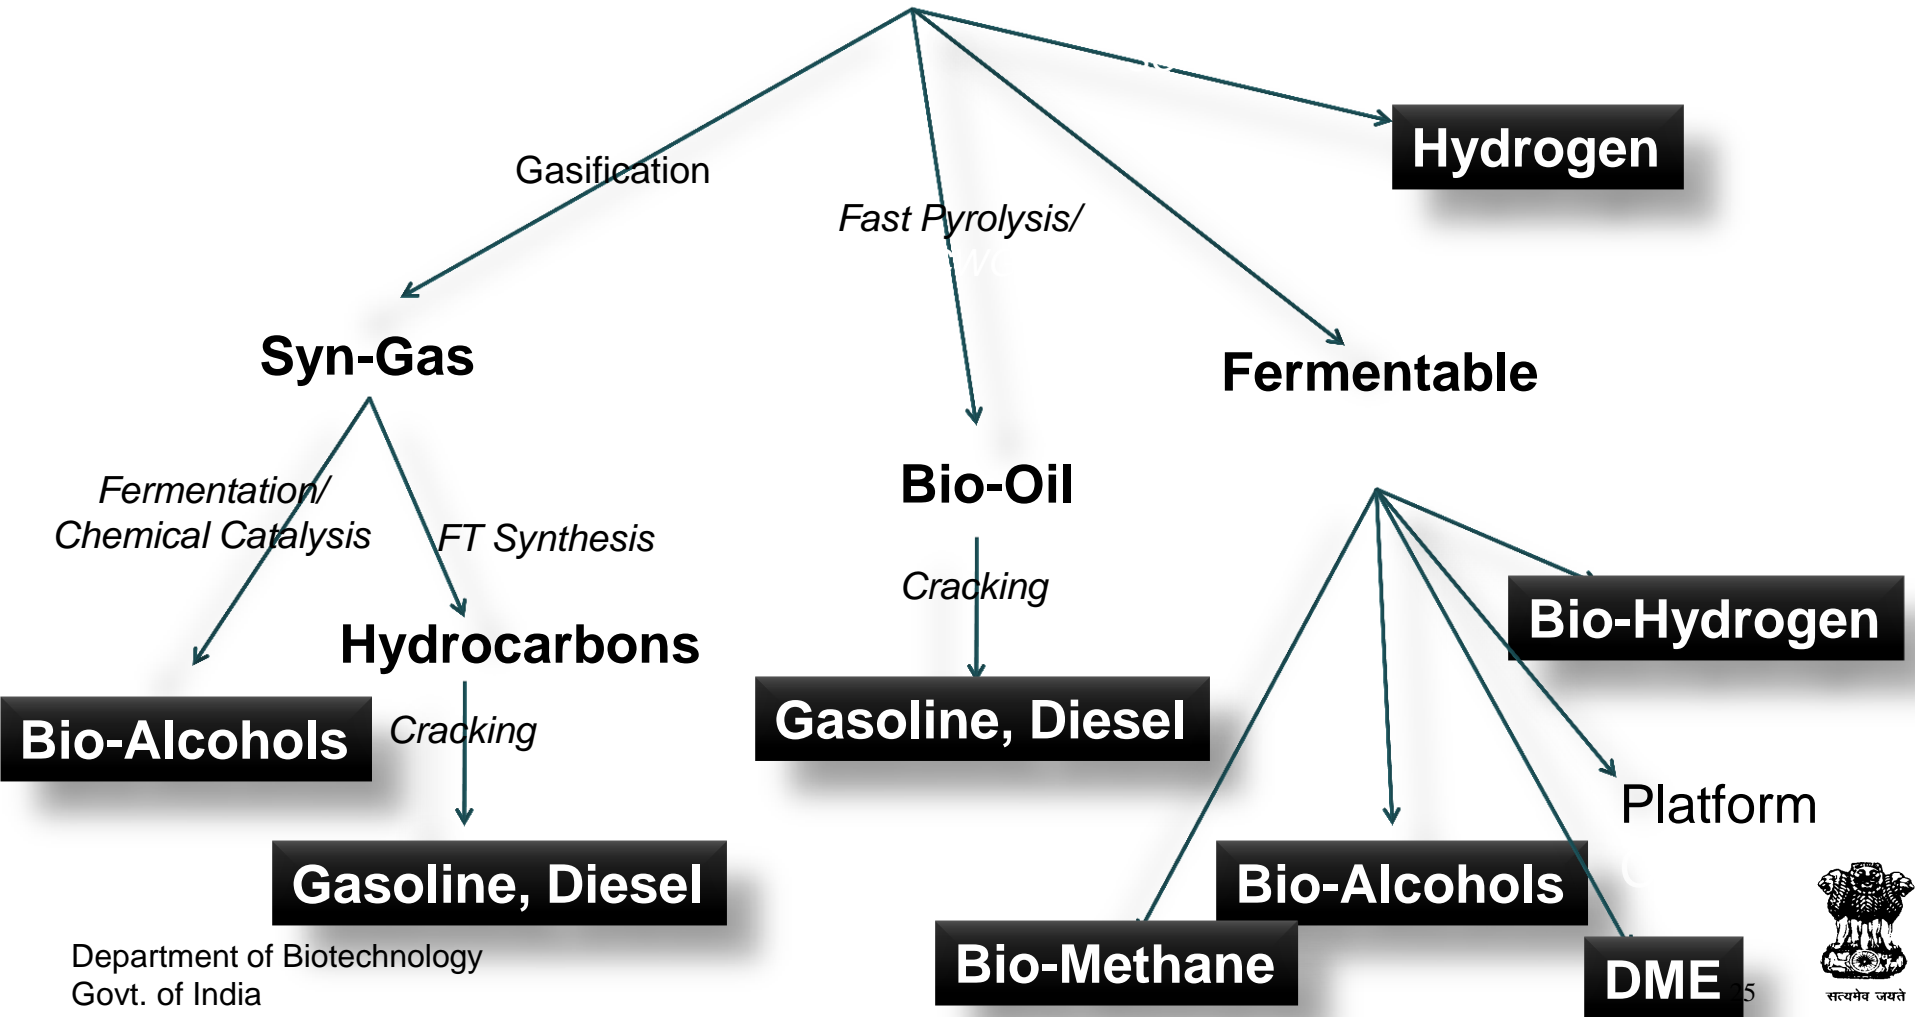 Hydrogen
Gasification
Fast Pyrolysis/
Syn-Gas
Fermentable
Bio-Oil
Fermentation/
Chemical Catalysis
FT Synthesis
Cracking
Bio-Hydrogen
Hydrocarbons
Gasoline, Diesel
Bio-Alcohols
Cracking
Platform
Gasoline, Diesel
Bio-Alcohols
Bio-Methane
DME
Department of Biotechnology
Govt. of India
25
सत्यमेव जयते